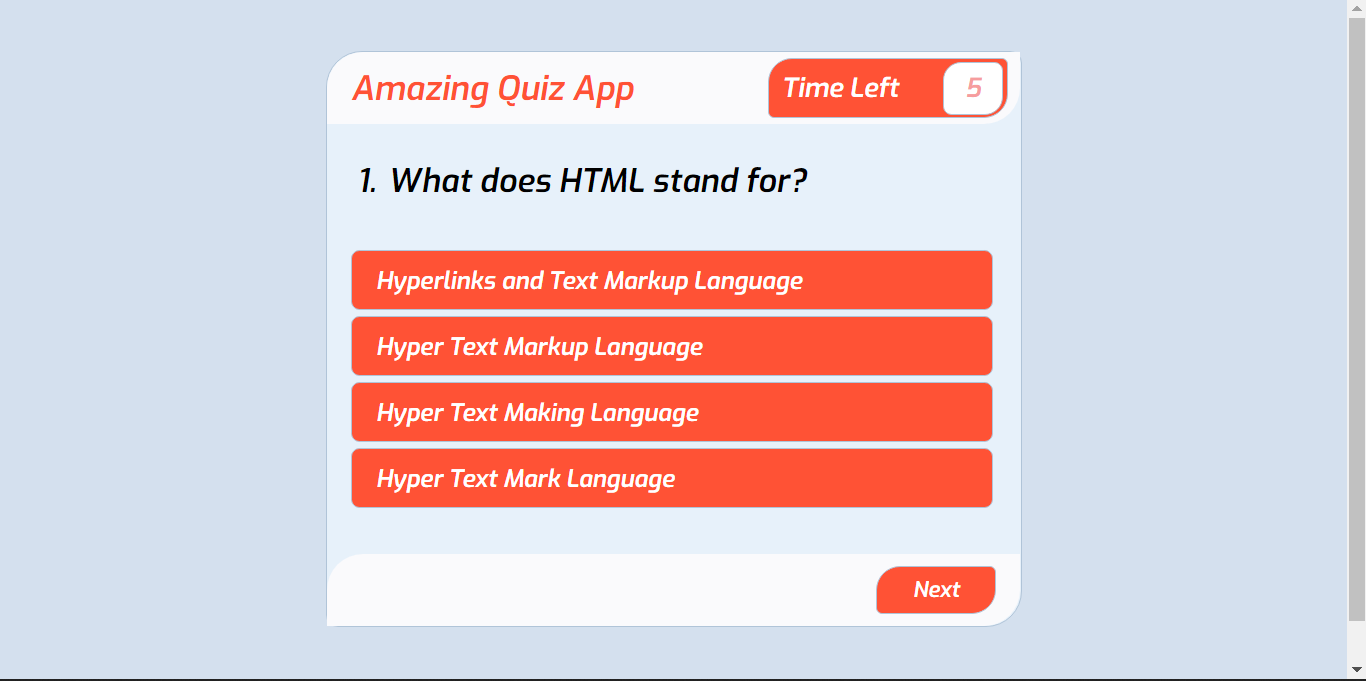 Amazing Quiz App
Time Left 5
1. What does HTML stand for?
Hyperlinks and Text Markup Language
Hyper Text Markup Language
Hyper Text Making Language
Hyper Text Mark Language
Next